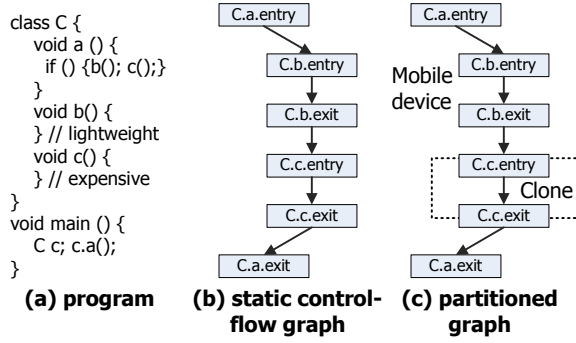 class C {
void a () {
if () {b(); c();}
}
void b() {
} // lightweight
void c() {
} // expensive
}
void main () {
C c; c.a();
}
(a) program
C.a.entry
C.b.entry
C.b.exit
C.c.entry
C.c.exit
C.a.exit
(b) static control-
flow graph
C.a.entry
C.b.entry
Mobile
device
C.b.exit
C.c.entry
Clone
C.c.exit
C.a.exit
(c) partitioned
graph